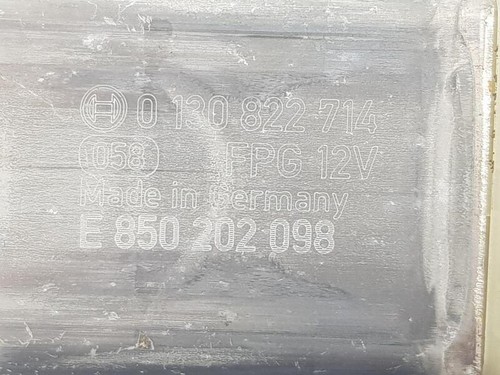 0 130 822 714
058 FPG 12V
Made in Germany
E 850 202 098